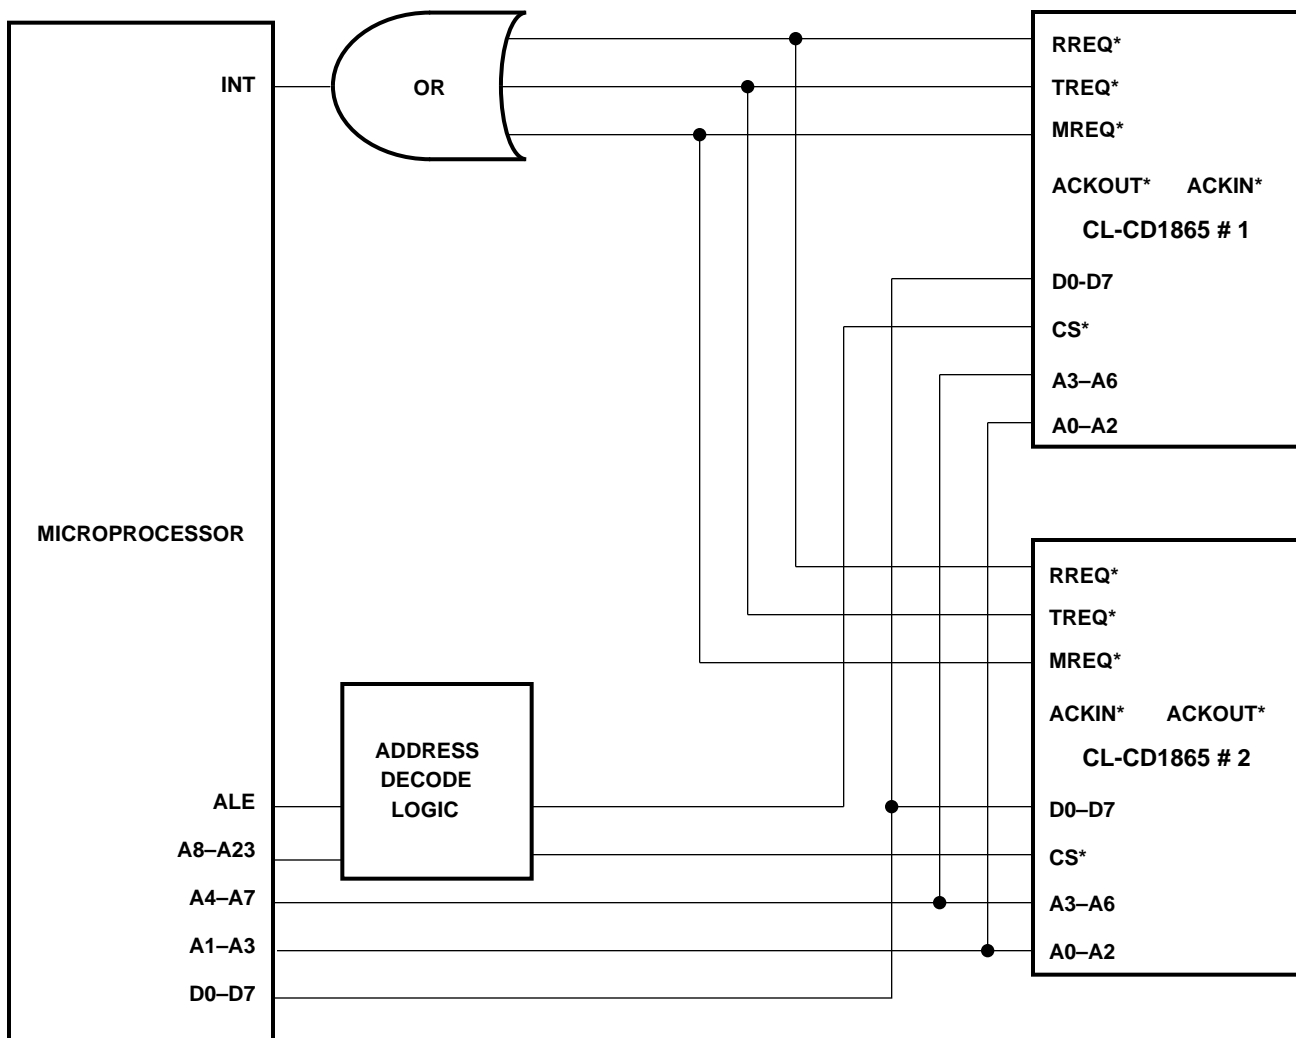 INT
OR
RREQ*
TREQ*
MREQ*
ACKOUT* ACKIN*
CL-CD1865 # 1
D0-D7
CS*
A3–A6
A0–A2
MICROPROCESSOR
RREQ*
TREQ*
MREQ*
ACKIN* ACKOUT*
CL-CD1865 # 2
D0–D7
CS*
A3–A6
A0–A2
ADDRESS
DECODE
LOGIC
ALE
A8–A23
A4–A7
A1–A3
D0–D7